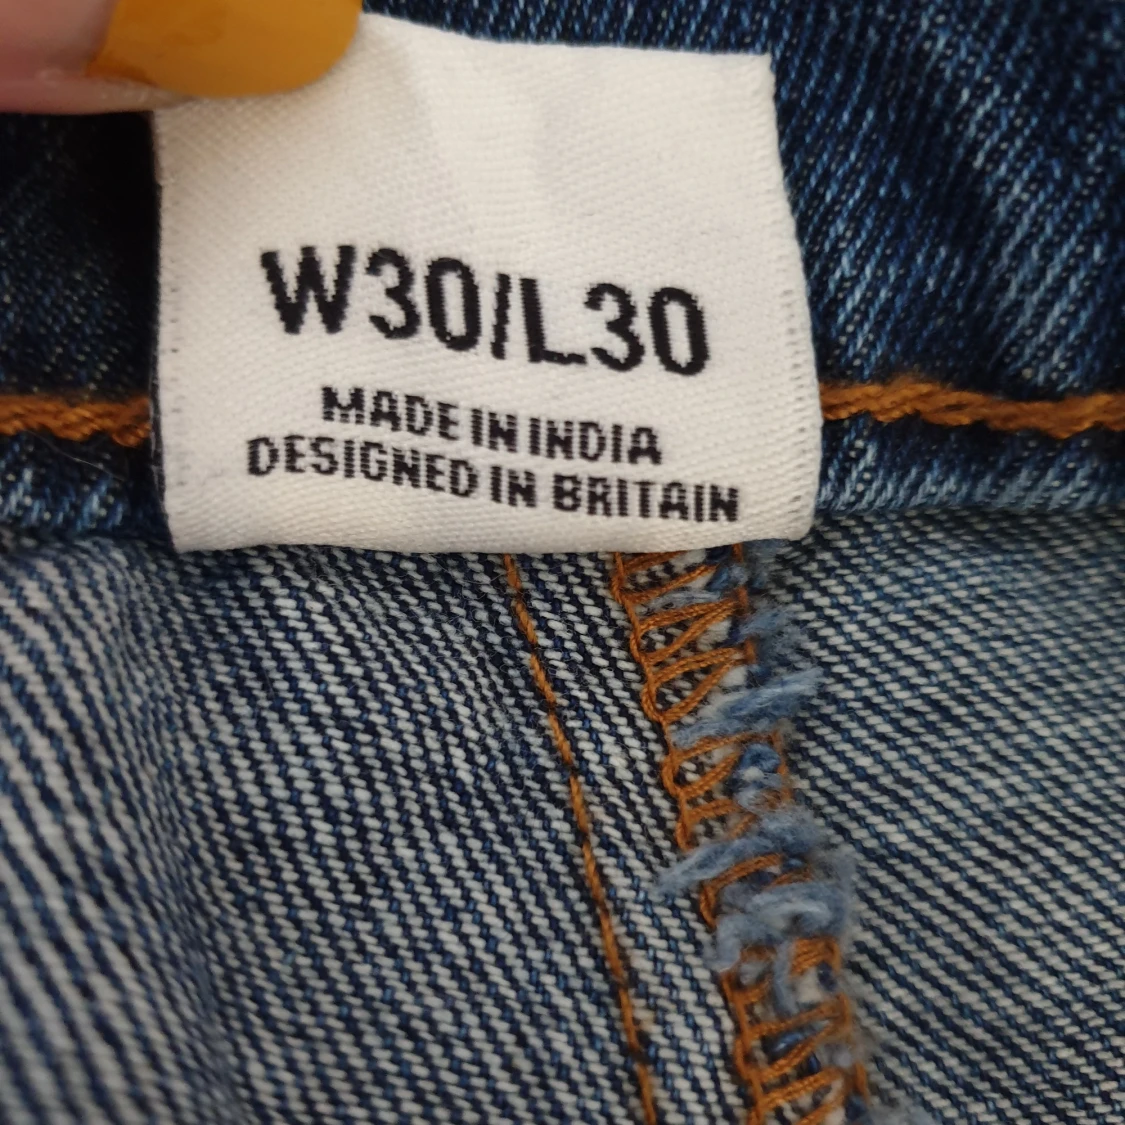 W30/L30
MADE IN INDIA
DESIGNED IN BRITAIN